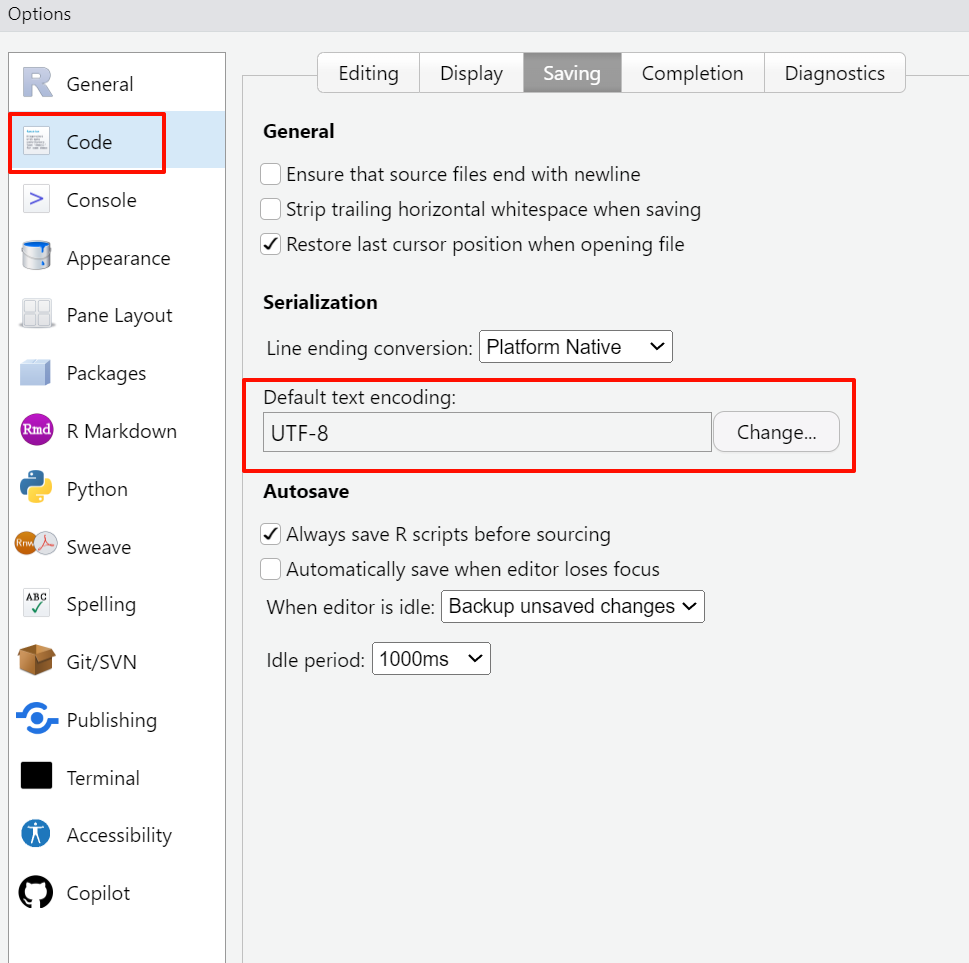 Options
General
Code
Console
Appearance
Pane Layout
Packages
Rmd R Markdown
Python
Rnw Sweave
ABC Spelling
Git/SVN
Publishing
Terminal
Accessibility
Copilot
Editing Display Saving Completion Diagnostics
General
Ensure that source files end with newline
Strip trailing horizontal whitespace when saving
Restore last cursor position when opening file
Serialization
Line ending conversion: Platform Native
Default text encoding:
UTF-8 Change...
Autosave
Always save R scripts before sourcing
Automatically save when editor loses focus
When editor is idle: Backup unsaved changes
Idle period: 1000ms